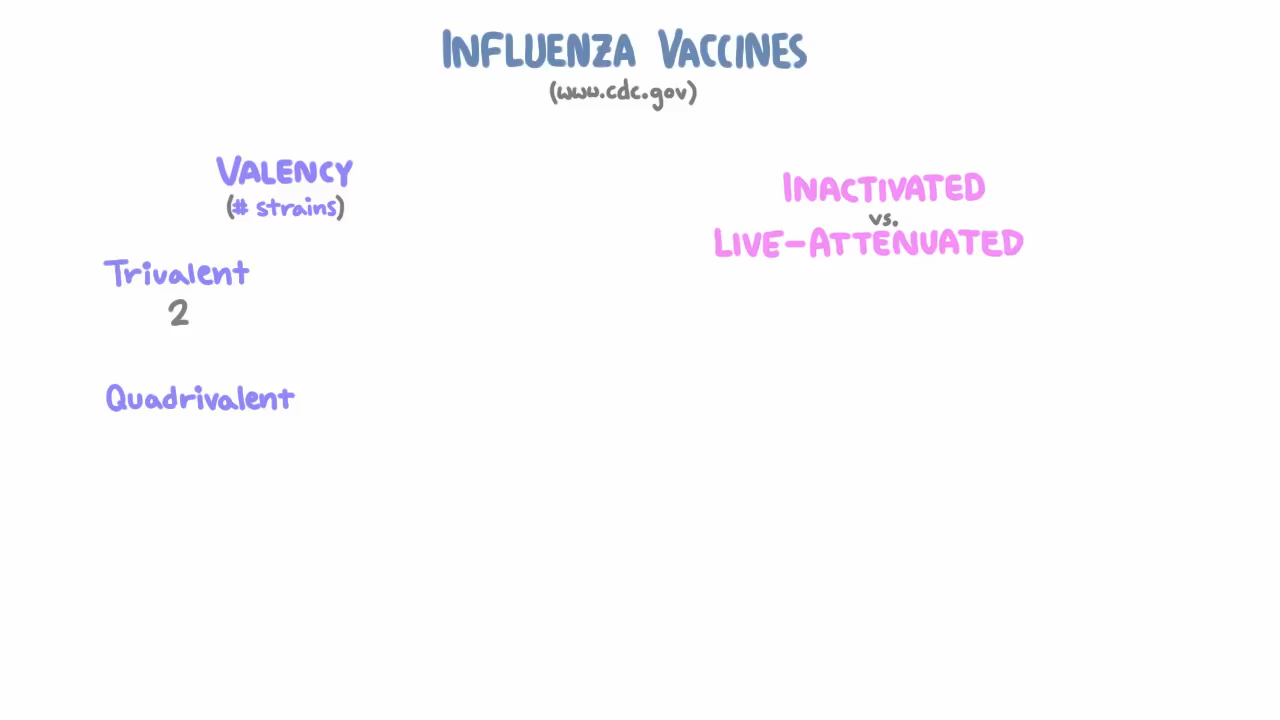 INFLUENZA VACCINES
(www.cdc.gov)
VALENCY
(# strains)
Trivalent
2
Quadrivalent
INACTIVATED
vs.
LIVE-ATTENUATED